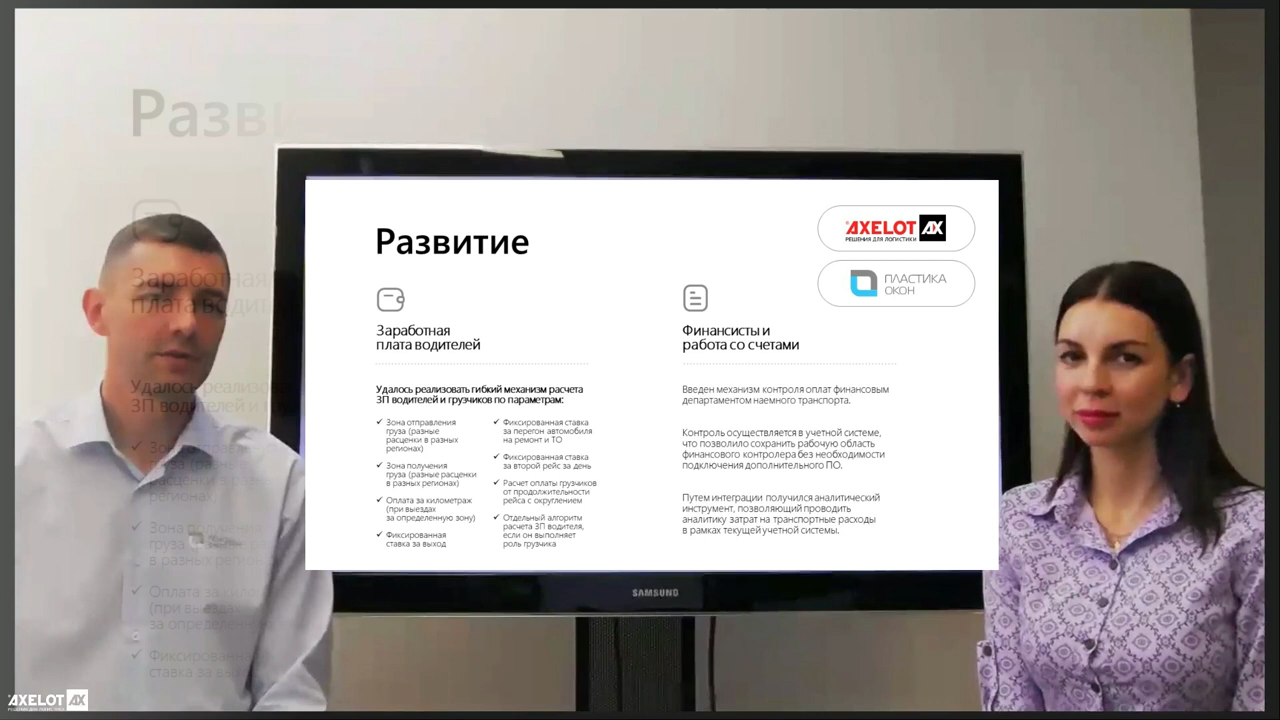 Развитие
AXELOT AX
РЕШЕНИЯ ДЛЯ ЛОГИСТИКИ
ПЛАСТИКА
ОКОН
Заработная
плата водителей
Удалось реализовать гибкий механизм расчета
ЗП водителей и грузчиков по параметрам:
✓ Зона отправления
груза (разные
расценки в разных
регионах)
✓ Зона получения
груза (разные расценки
в разных регионах)
✓ Оплата за километраж
(при выездах
за определенную зону)
✓ Фиксированная
ставка за выход
✓ Фиксированная ставка
за перегон автомобиля
на ремонт и ТО
✓ Фиксированная ставка
за второй рейс за день
✓ Расчет оплаты грузчиков
от продолжительности
рейса с округлением
✓ Отдельный алгоритм
расчета ЗП водителя,
если он выполняет
роль грузчика
Финансисты и
работа со счетами
Введен механизм контроля оплат финансовым
департаментом наемного транспорта.
Контроль осуществляется в учетной системе,
что позволило сохранить рабочую область
финансового контролера без необходимости
подключения дополнительного ПО.
Путем интеграции получился аналитический
инструмент, позволяющий проводить
аналитику затрат на транспортные расходы
в рамках текущей учетной системы.
SAMSUNG
AXELOT AX
РЕШЕНИЯ ДЛЯ ЛОГИСТИКИ